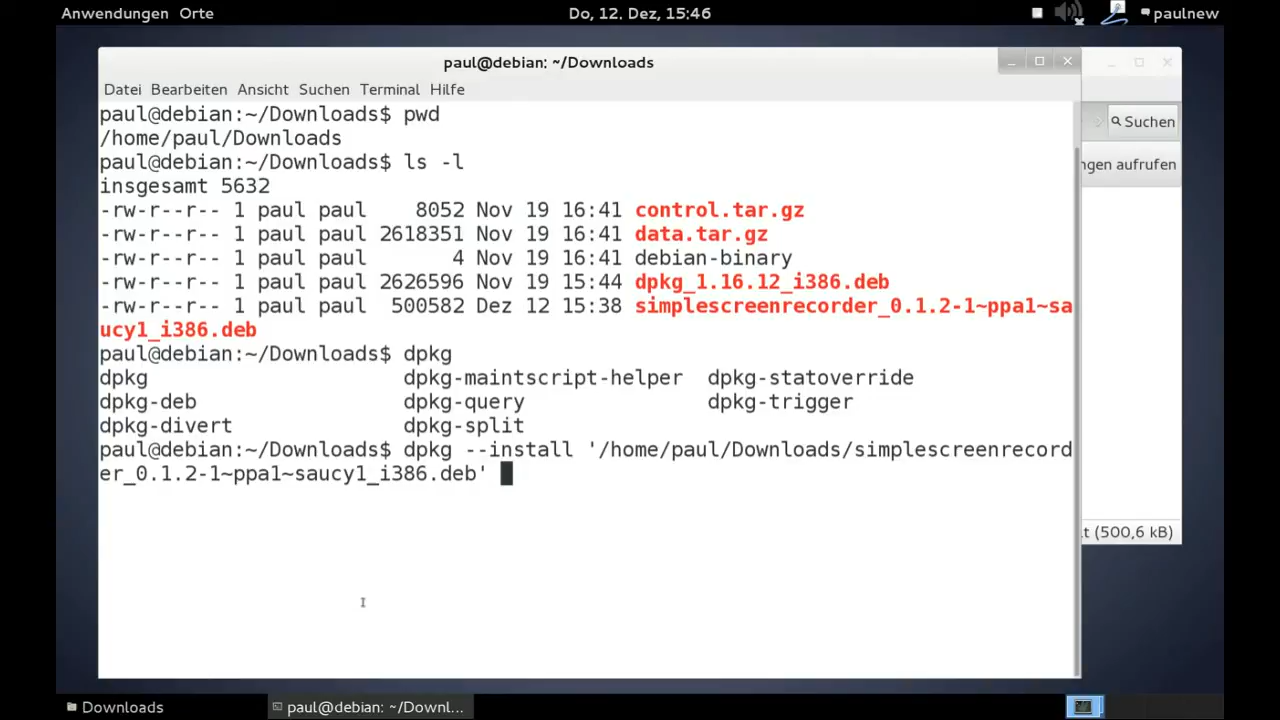 Anwendungen Orte Do, 12. Dez, 15:46 paulnew
paul@debian: ~/Downloads
Datei Bearbeiten Ansicht Suchen Terminal Hilfe
Suchen
ngen aufrufen
t (500,6 kB)
paul@debian:~/Downloads$ pwd
/home/paul/Downloads
paul@debian:~/Downloads$ ls -l
insgesamt 5632
-rw-r--r-- 1 paul paul    8052 Nov 19 16:41 control.tar.gz
-rw-r--r-- 1 paul paul 2618351 Nov 19 16:41 data.tar.gz
-rw-r--r-- 1 paul paul       4 Nov 19 16:41 debian-binary
-rw-r--r-- 1 paul paul 2626596 Nov 19 15:44 dpkg_1.16.12_i386.deb
-rw-r--r-- 1 paul paul  500582 Dez 12 15:38 simplescreenrecorder_0.1.2-1~ppa1~sa
ucy1_i386.deb
paul@debian:~/Downloads$ dpkg
dpkg                dpkg-maintscript-helper  dpkg-statoverride
dpkg-deb            dpkg-query               dpkg-trigger
dpkg-divert         dpkg-split
paul@debian:~/Downloads$ dpkg --install '/home/paul/Downloads/simplescreenrecord
er_0.1.2-1~ppa1~saucy1_i386.deb'
Downloads paul@debian: ~/Downl...